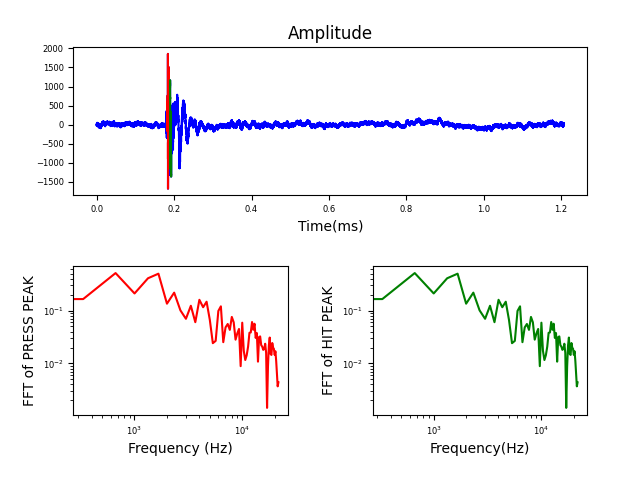 Amplitude
2000
1500
1000
500
0
−500
−1000
−1500
0.0 0.2 0.4 0.6 0.8 1.0 1.2
Time(ms)
FFT of PRESS PEAK
10⁻¹
10⁻²
10³ 10⁴
Frequency (Hz)
FFT of HIT PEAK
10⁻¹
10⁻²
10³ 10⁴
Frequency(Hz)